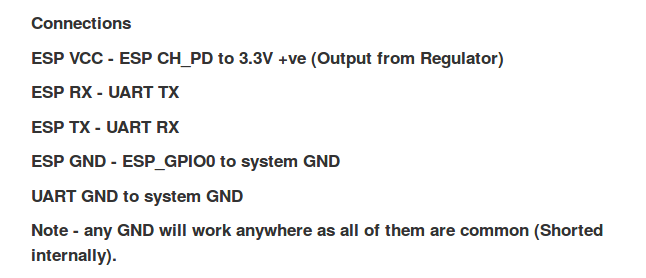 Connections
ESP VCC - ESP CH_PD to 3.3V +ve (Output from Regulator)
ESP RX - UART TX
ESP TX - UART RX
ESP GND - ESP_GPIO0 to system GND
UART GND to system GND
Note - any GND will work anywhere as all of them are common (Shorted
internally).